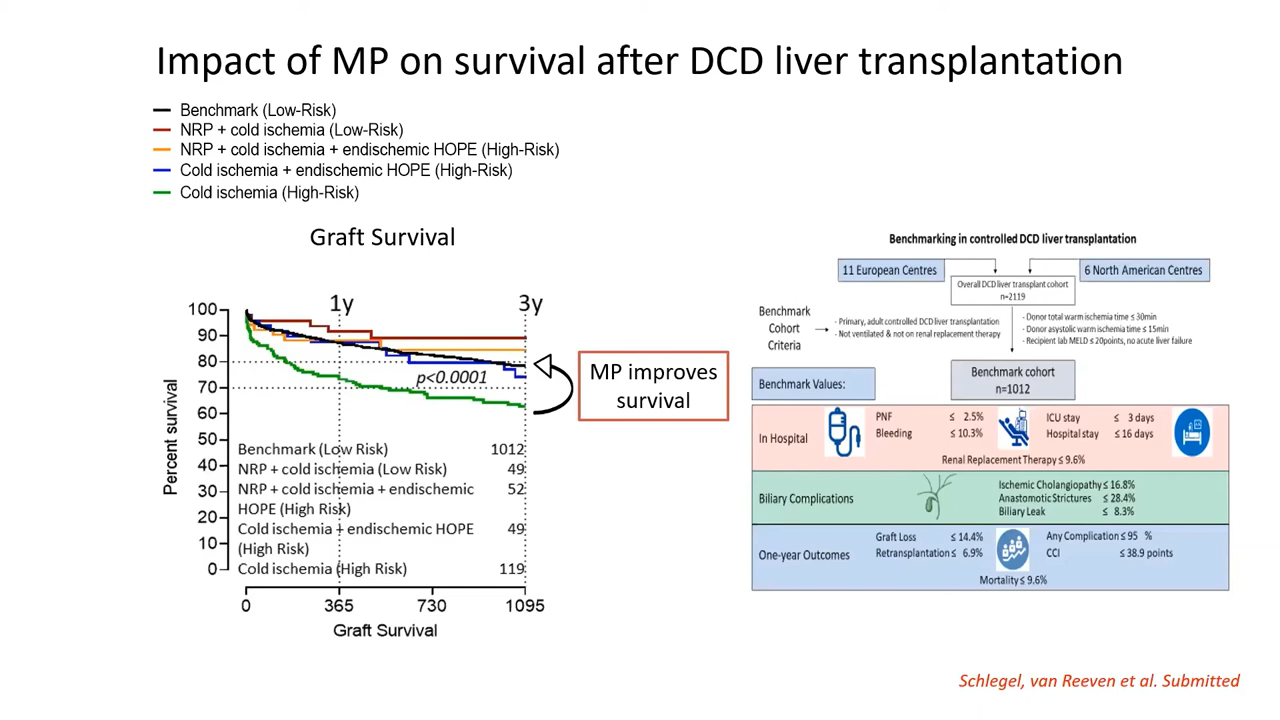 Impact of MP on survival after DCD liver transplantation
Benchmark (Low-Risk)
NRP + cold ischemia (Low-Risk)
NRP + cold ischemia + endischemic HOPE (High-Risk)
Cold ischemia + endischemic HOPE (High-Risk)
Cold ischemia (High-Risk)
Graft Survival
1y
3y
100
90
80
70
60
50
40
30
20
10
0
Percent survival
p<0.0001
Benchmark (Low Risk) 1012
NRP + cold ischemia (Low Risk) 49
NRP + cold ischemia + endischemic 52
HOPE (High Risk)
Cold ischemia + endischemic HOPE 49
(High Risk)
Cold ischemia (High Risk) 119
0 365 730 1095
Graft Survival
MP improves
survival
Benchmarking in controlled DCD liver transplantation
11 European Centres
6 North American Centres
Overall DCD liver transplant cohort
n=2119
Benchmark
Cohort
Criteria
- Primary, adult controlled DCD liver transplantation
- Not ventilated & not on renal replacement therapy
- Donor total warm ischemia time ≤ 30min
- Donor asystolic warm ischemia time ≤ 15min
- Recipient lab MELD ≤ 20points, no acute liver failure
Benchmark cohort
n=1012
Benchmark Values:
In Hospital
PNF ≤ 2.5%
Bleeding ≤ 10.3%
ICU stay ≤ 3 days
Hospital stay ≤ 16 days
Renal Replacement Therapy ≤ 9.6%
Biliary Complications
Ischemic Cholangiopathy ≤ 16.8%
Anastomotic Strictures ≤ 28.4%
Biliary Leak ≤ 8.3%
One-year Outcomes
Graft Loss ≤ 14.4%
Retransplantation ≤ 6.9%
Any Complication ≤ 95 %
CCI ≤ 38.9 points
Mortality ≤ 9.6%
Schlegel, van Reeven et al. Submitted